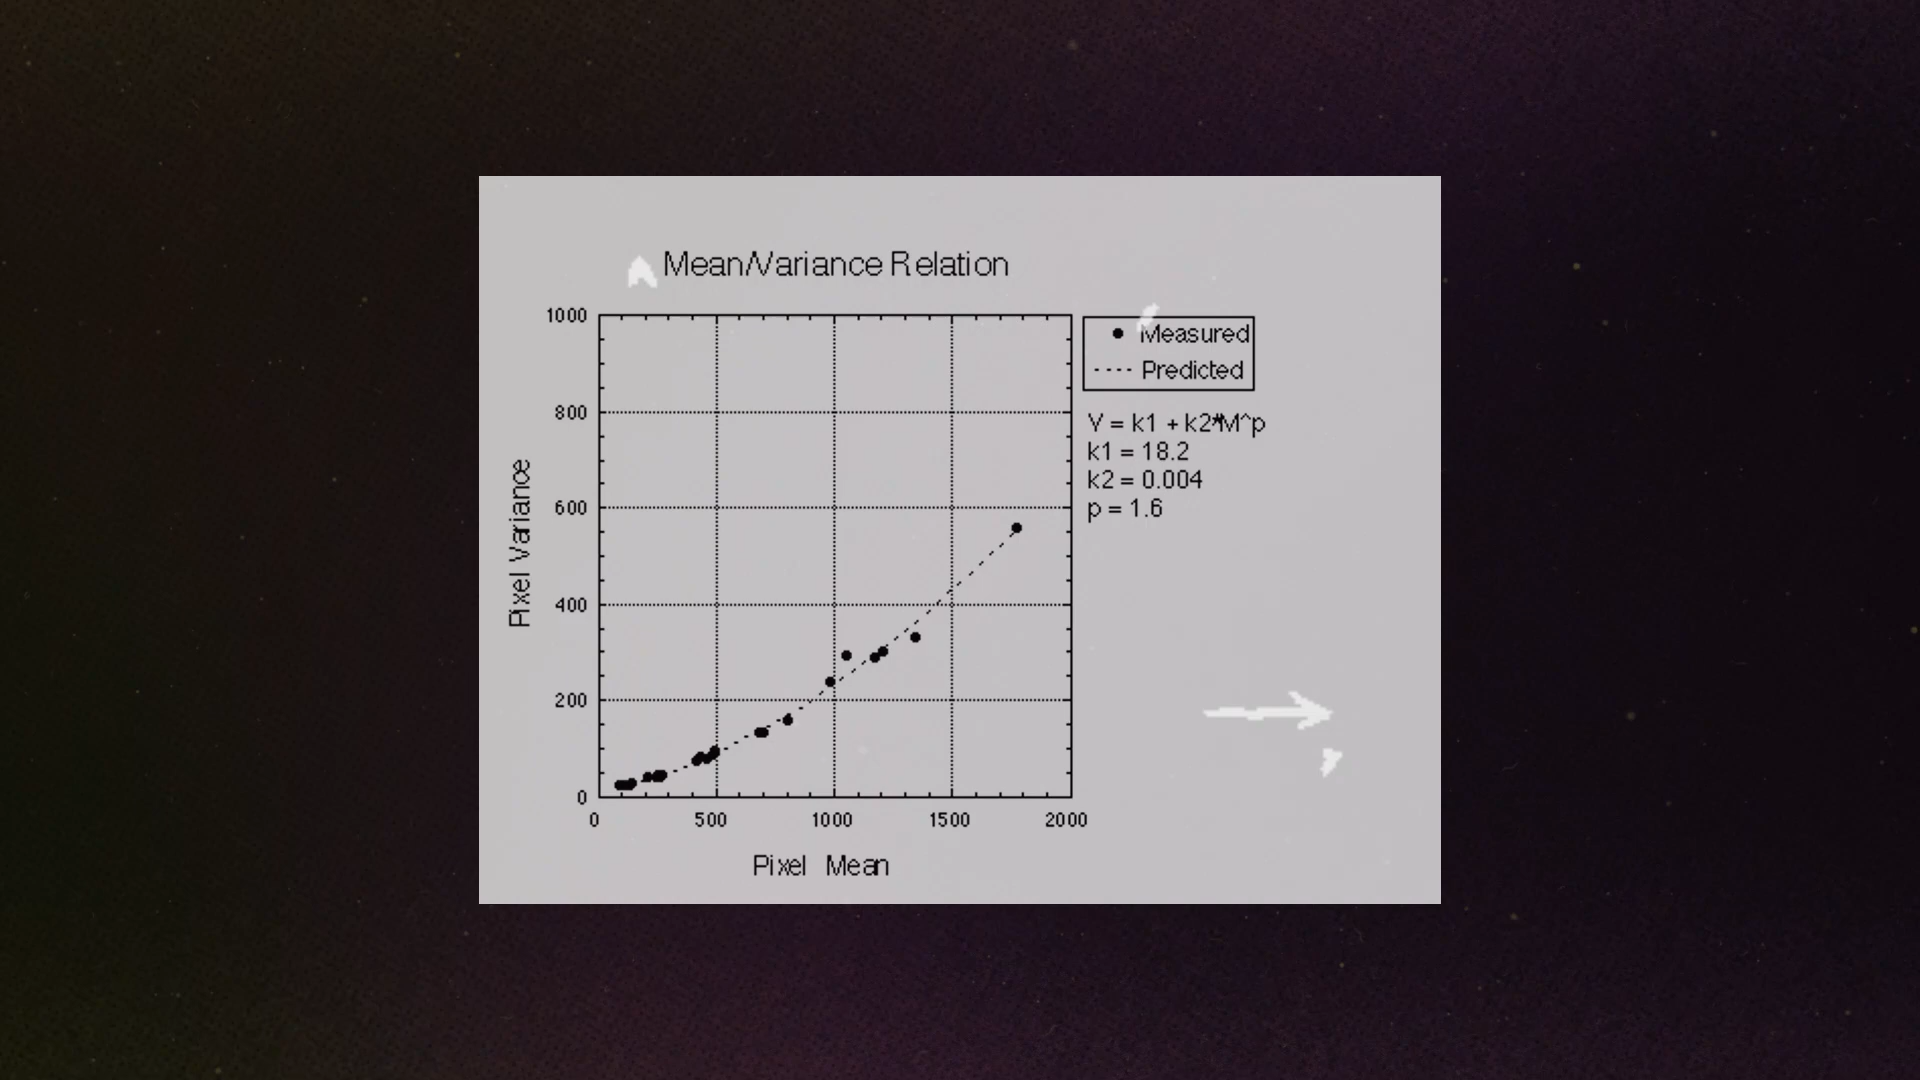 Mean/Variance Relation
1000
800
600
400
200
0
Pixel Variance
0 500 1000 1500 2000
Pixel Mean
Measured
Predicted
V = k1 + k2*M^p
k1 = 18.2
k2 = 0.004
p = 1.6